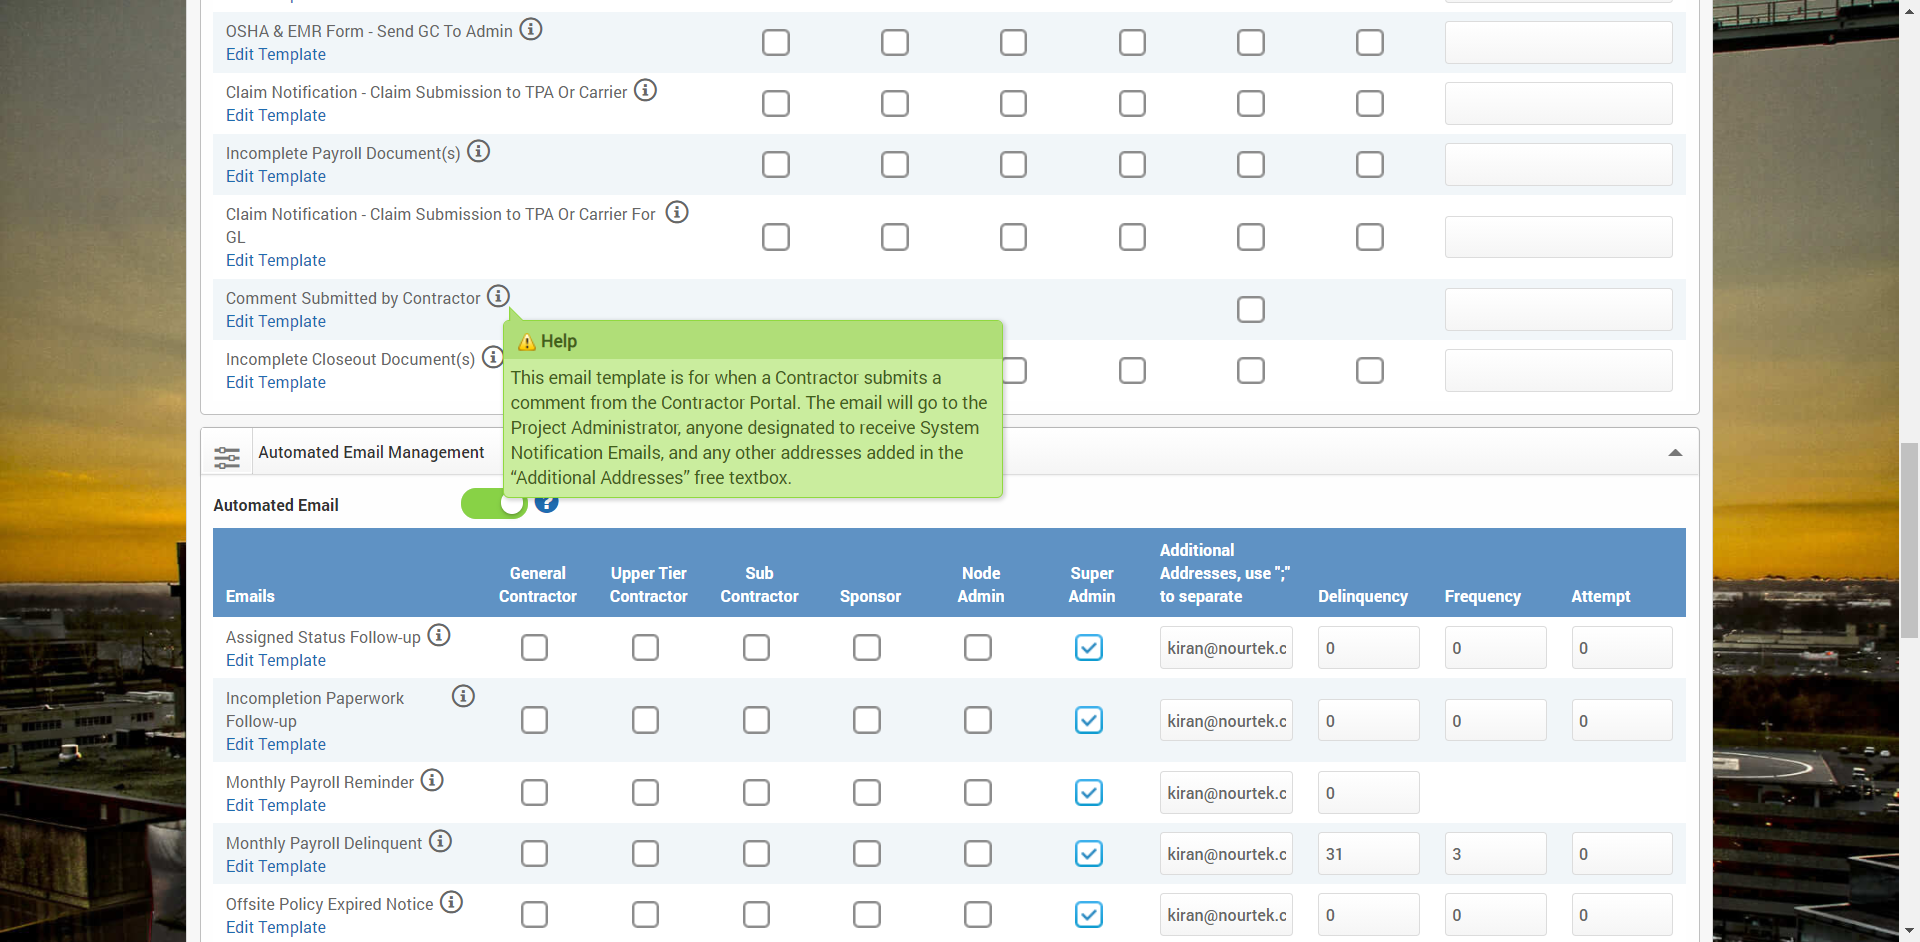 OSHA & EMR Form - Send GC To Admin
Edit Template
Claim Notification - Claim Submission to TPA Or Carrier
Edit Template
Incomplete Payroll Document(s)
Edit Template
Claim Notification - Claim Submission to TPA Or Carrier For
GL
Edit Template
Comment Submitted by Contractor
Edit Template
Help
This email template is for when a Contractor submits a
comment from the Contractor Portal. The email will go to the
Project Administrator, anyone designated to receive System
Notification Emails, and any other addresses added in the
“Additional Addresses” free textbox.
Incomplete Closeout Document(s)
Edit Template
Automated Email Management
Automated Email ?
Emails
General
Contractor
Upper Tier
Contractor
Sub
Contractor
Sponsor
Node
Admin
Super
Admin
Additional
Addresses, use ";"
to separate
Delinquency
Frequency
Attempt
Assigned Status Follow-up
Edit Template
kiran@nourtek.c 0 0 0
Incompletion Paperwork
Follow-up
Edit Template
kiran@nourtek.c 0 0 0
Monthly Payroll Reminder
Edit Template
kiran@nourtek.c 0
Monthly Payroll Delinquent
Edit Template
kiran@nourtek.c 31 3 0
Offsite Policy Expired Notice
Edit Template
kiran@nourtek.c 0 0 0